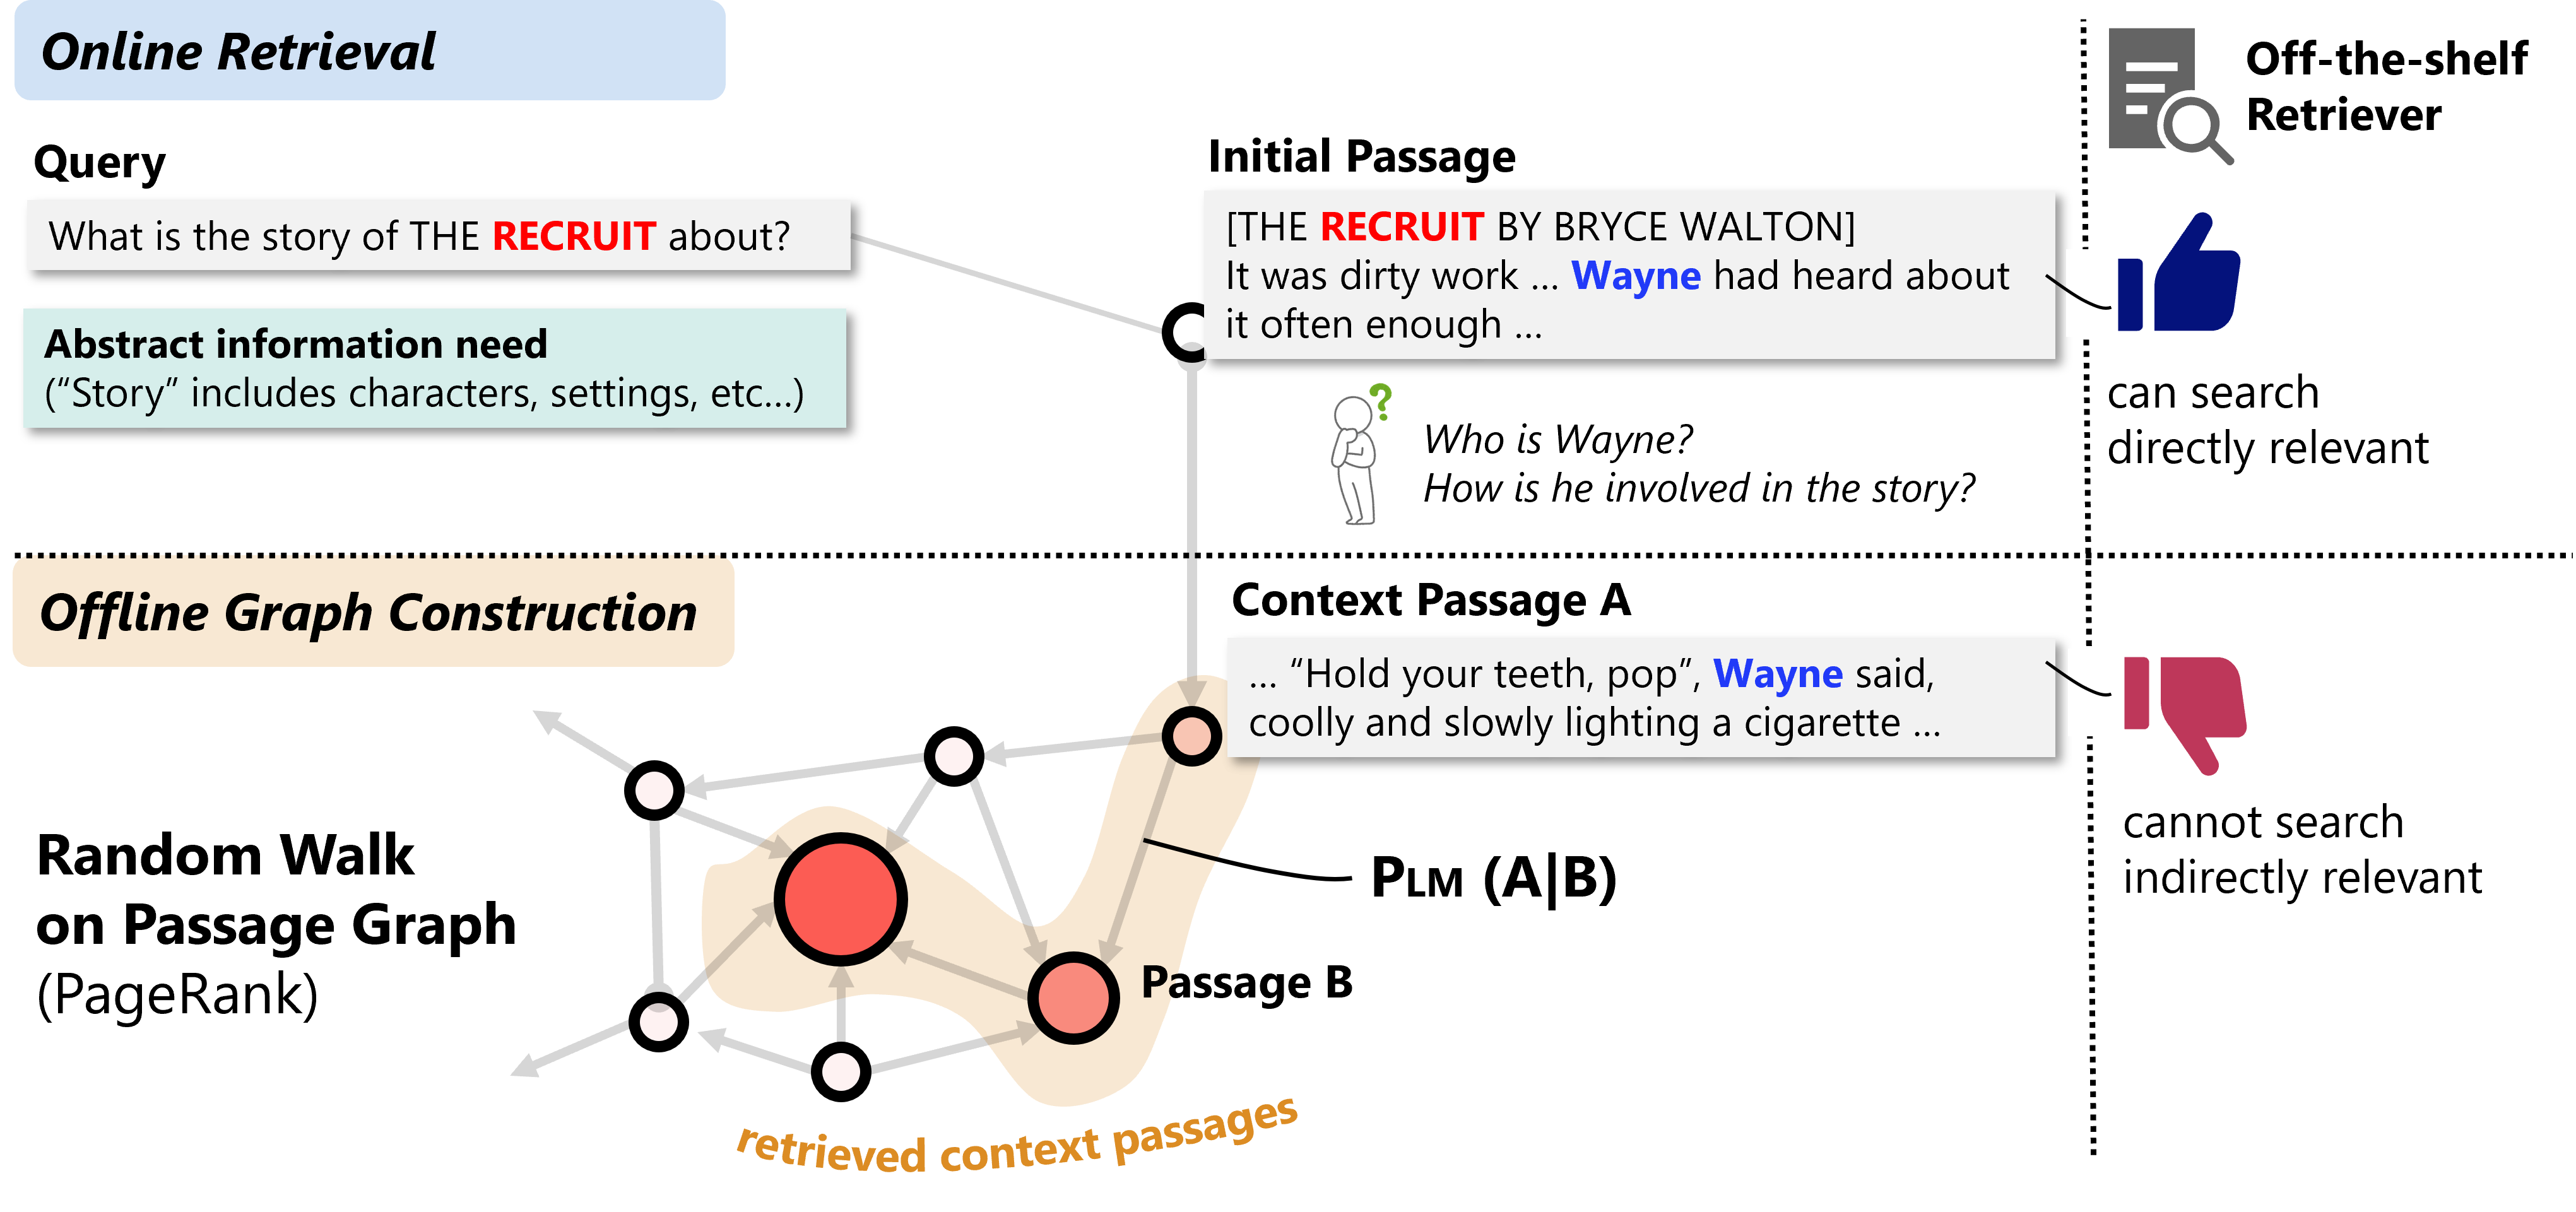 Online Retrieval
Off-the-shelf
Retriever
Query
What is the story of THE RECRUIT about?
Abstract information need
(“Story” includes characters, settings, etc...)
Initial Passage
[THE RECRUIT BY BRYCE WALTON]
It was dirty work ... Wayne had heard about
it often enough ...
?
Who is Wayne?
How is he involved in the story?
can search
directly relevant
Offline Graph Construction
Context Passage A
... “Hold your teeth, pop”, Wayne said,
coolly and slowly lighting a cigarette ...
cannot search
indirectly relevant
Random Walk
on Passage Graph
(PageRank)
PLM (A|B)
Passage B
retrieved context passages